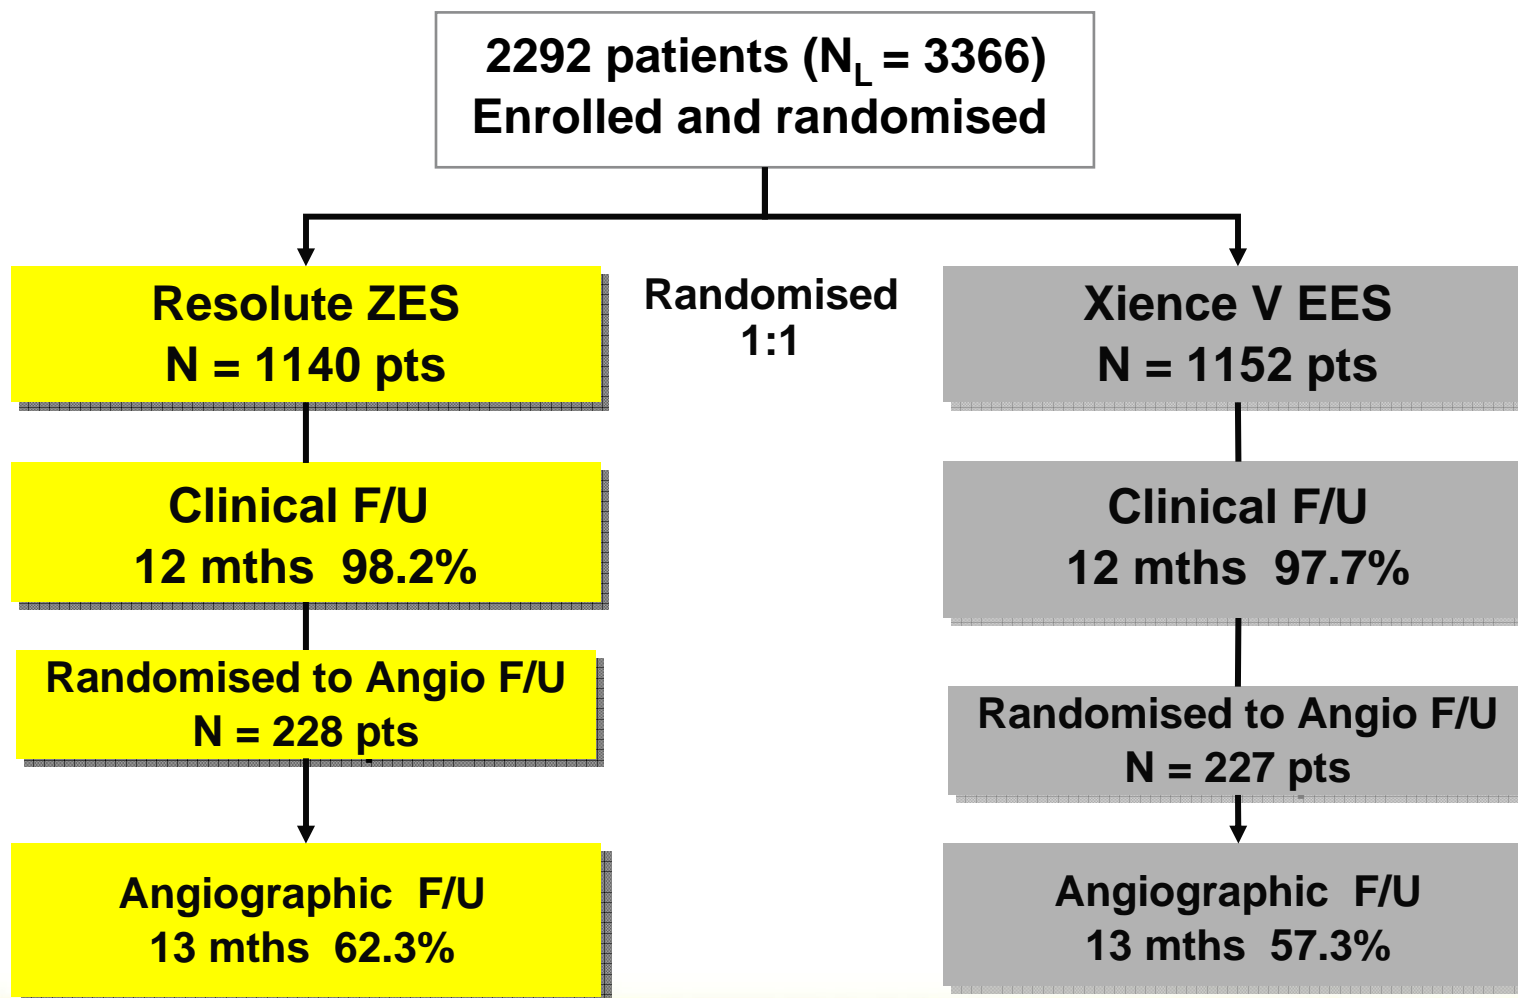 2292 patients (N_L = 3366)
Enrolled and randomised
Resolute ZES
N = 1140 pts
Randomised
1:1
Xience V EES
N = 1152 pts
Clinical F/U
12 mths 98.2%
Clinical F/U
12 mths 97.7%
Randomised to Angio F/U
N = 228 pts
Randomised to Angio F/U
N = 227 pts
Angiographic F/U
13 mths 62.3%
Angiographic F/U
13 mths 57.3%